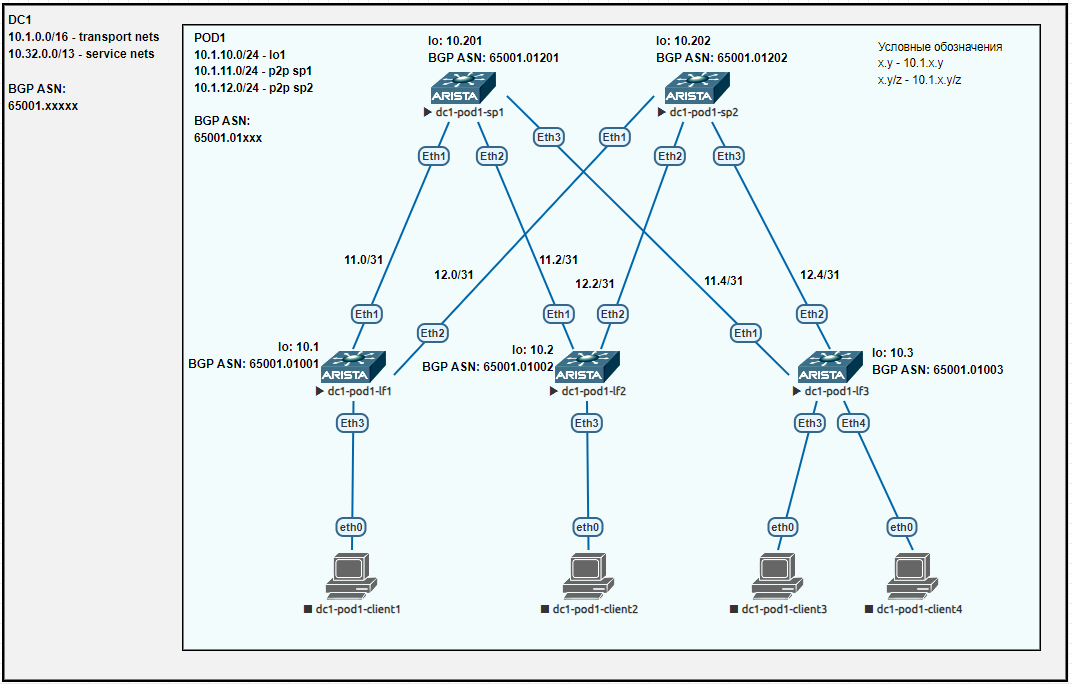 DC1
10.1.0.0/16 - transport nets
10.32.0.0/13 - service nets
BGP ASN:
65001.xxxxx
POD1
10.1.10.0/24 - lo1
10.1.11.0/24 - p2p sp1
10.1.12.0/24 - p2p sp2
BGP ASN:
65001.01xxx
lo: 10.201
BGP ASN: 65001.01201
ARISTA
dc1-pod1-sp1
lo: 10.202
BGP ASN: 65001.01202
ARISTA
dc1-pod1-sp2
Условные обозначения
x.y - 10.1.x.y
x.y/z - 10.1.x.y/z
Eth1
Eth2
Eth3
Eth1
Eth2
Eth3
11.0/31
12.0/31
11.2/31
12.2/31
11.4/31
12.4/31
Eth1
Eth2
Eth1
Eth2
Eth1
Eth2
lo: 10.1
BGP ASN: 65001.01001
ARISTA
dc1-pod1-lf1
lo: 10.2
BGP ASN: 65001.01002
ARISTA
dc1-pod1-lf2
lo: 10.3
BGP ASN: 65001.01003
ARISTA
dc1-pod1-lf3
Eth3
Eth3
Eth3
Eth4
eth0
eth0
eth0
eth0
dc1-pod1-client1
dc1-pod1-client2
dc1-pod1-client3
dc1-pod1-client4